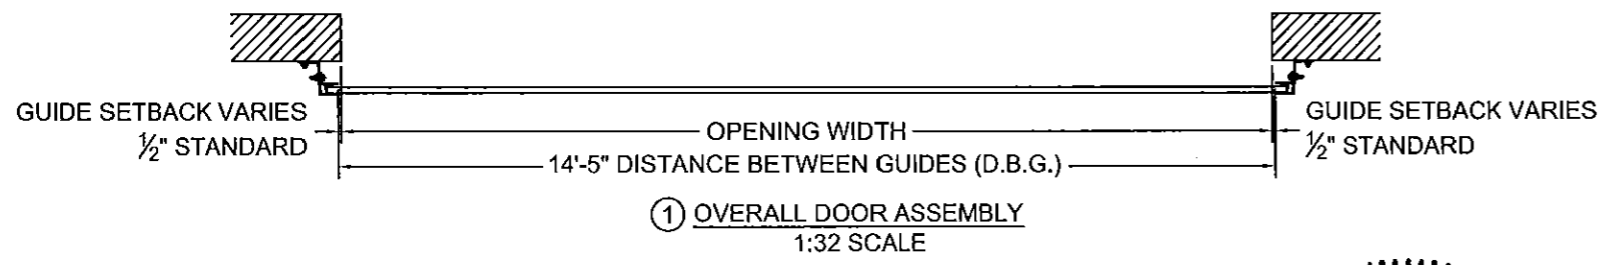 GUIDE SETBACK VARIES
½" STANDARD
OPENING WIDTH
14'-5" DISTANCE BETWEEN GUIDES (D.B.G.)
GUIDE SETBACK VARIES
½" STANDARD
1 OVERALL DOOR ASSEMBLY
1:32 SCALE